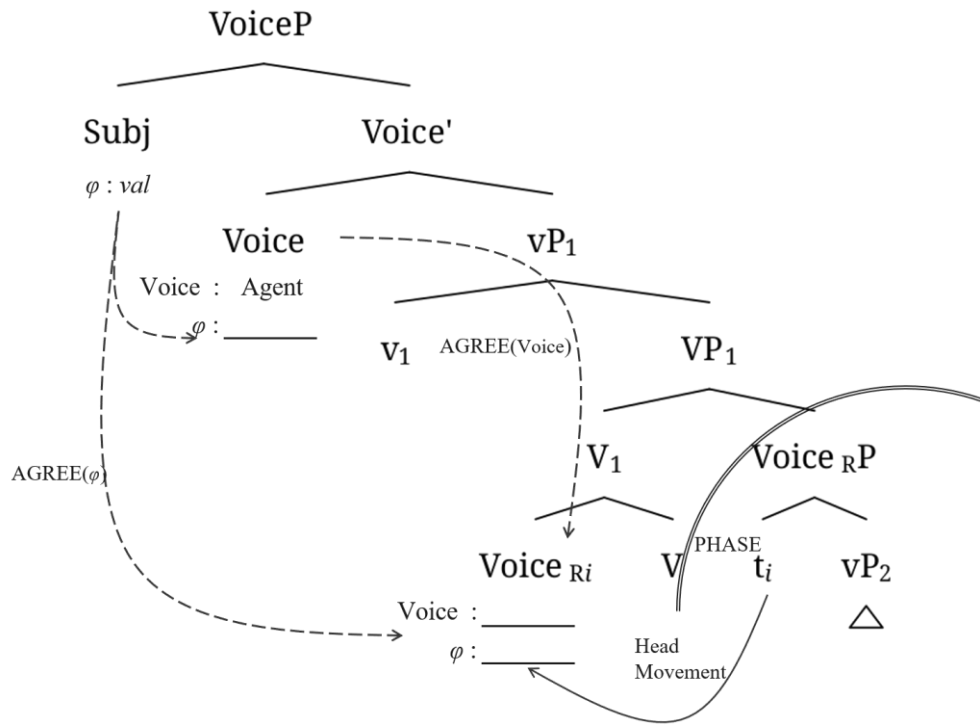 VoiceP
Subj Voice'
φ : val
Voice vP₁
Voice : Agent
φ :
v₁ AGREE(Voice) VP₁
V₁ Voice RP
AGREE(φ)
Voice Ri V PHASE tᵢ vP₂
Voice :
φ :
Head
Movement